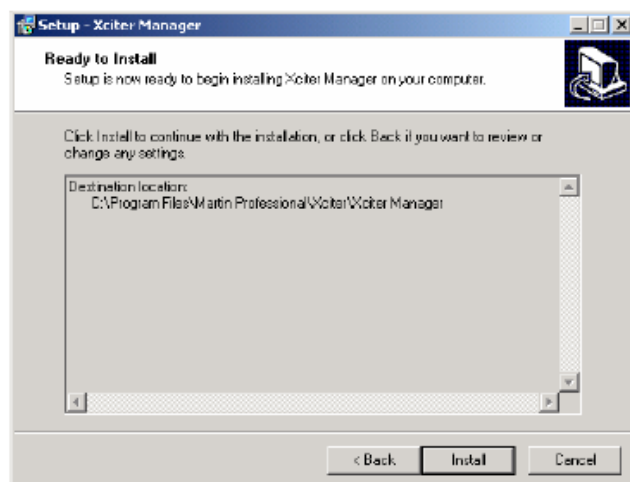 Setup - Xciter Manager
Ready to Install
Setup is now ready to begin installing Xciter Manager on your computer.
Click Install to continue with the installation, or click Back if you want to review or
change any settings.
Destination location:
C:\Program Files\Martin Professional\Xciter\Xciter Manager
< Back
Install
Cancel